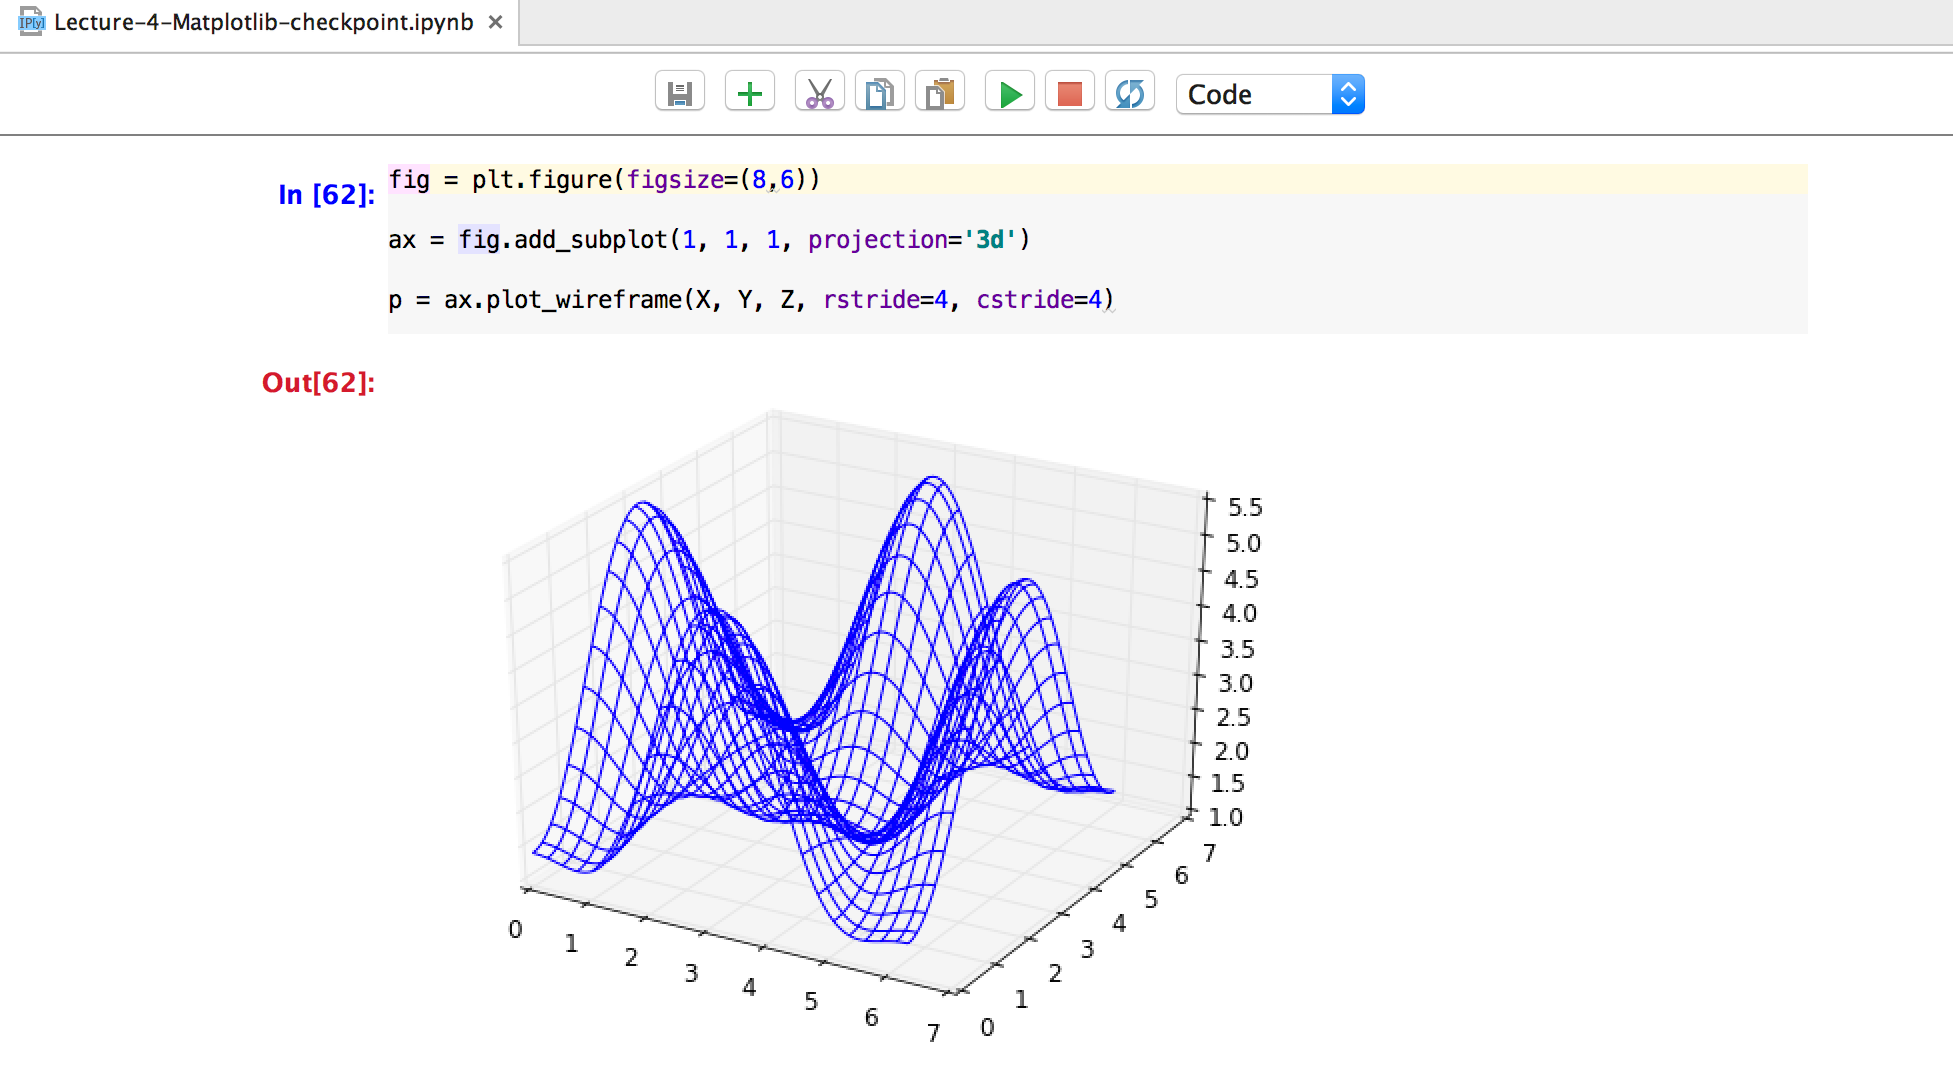 IP[y]
Lecture-4-Matplotlib-checkpoint.ipynb ×
Code
In [62]:
fig = plt.figure(figsize=(8,6))
ax = fig.add_subplot(1, 1, 1, projection='3d')
p = ax.plot_wireframe(X, Y, Z, rstride=4, cstride=4)
Out[62]:
5.5
5.0
4.5
4.0
3.5
3.0
2.5
2.0
1.5
1.0
0 1 2 3 4 5 6 7
0 1 2 3 4 5 6 7